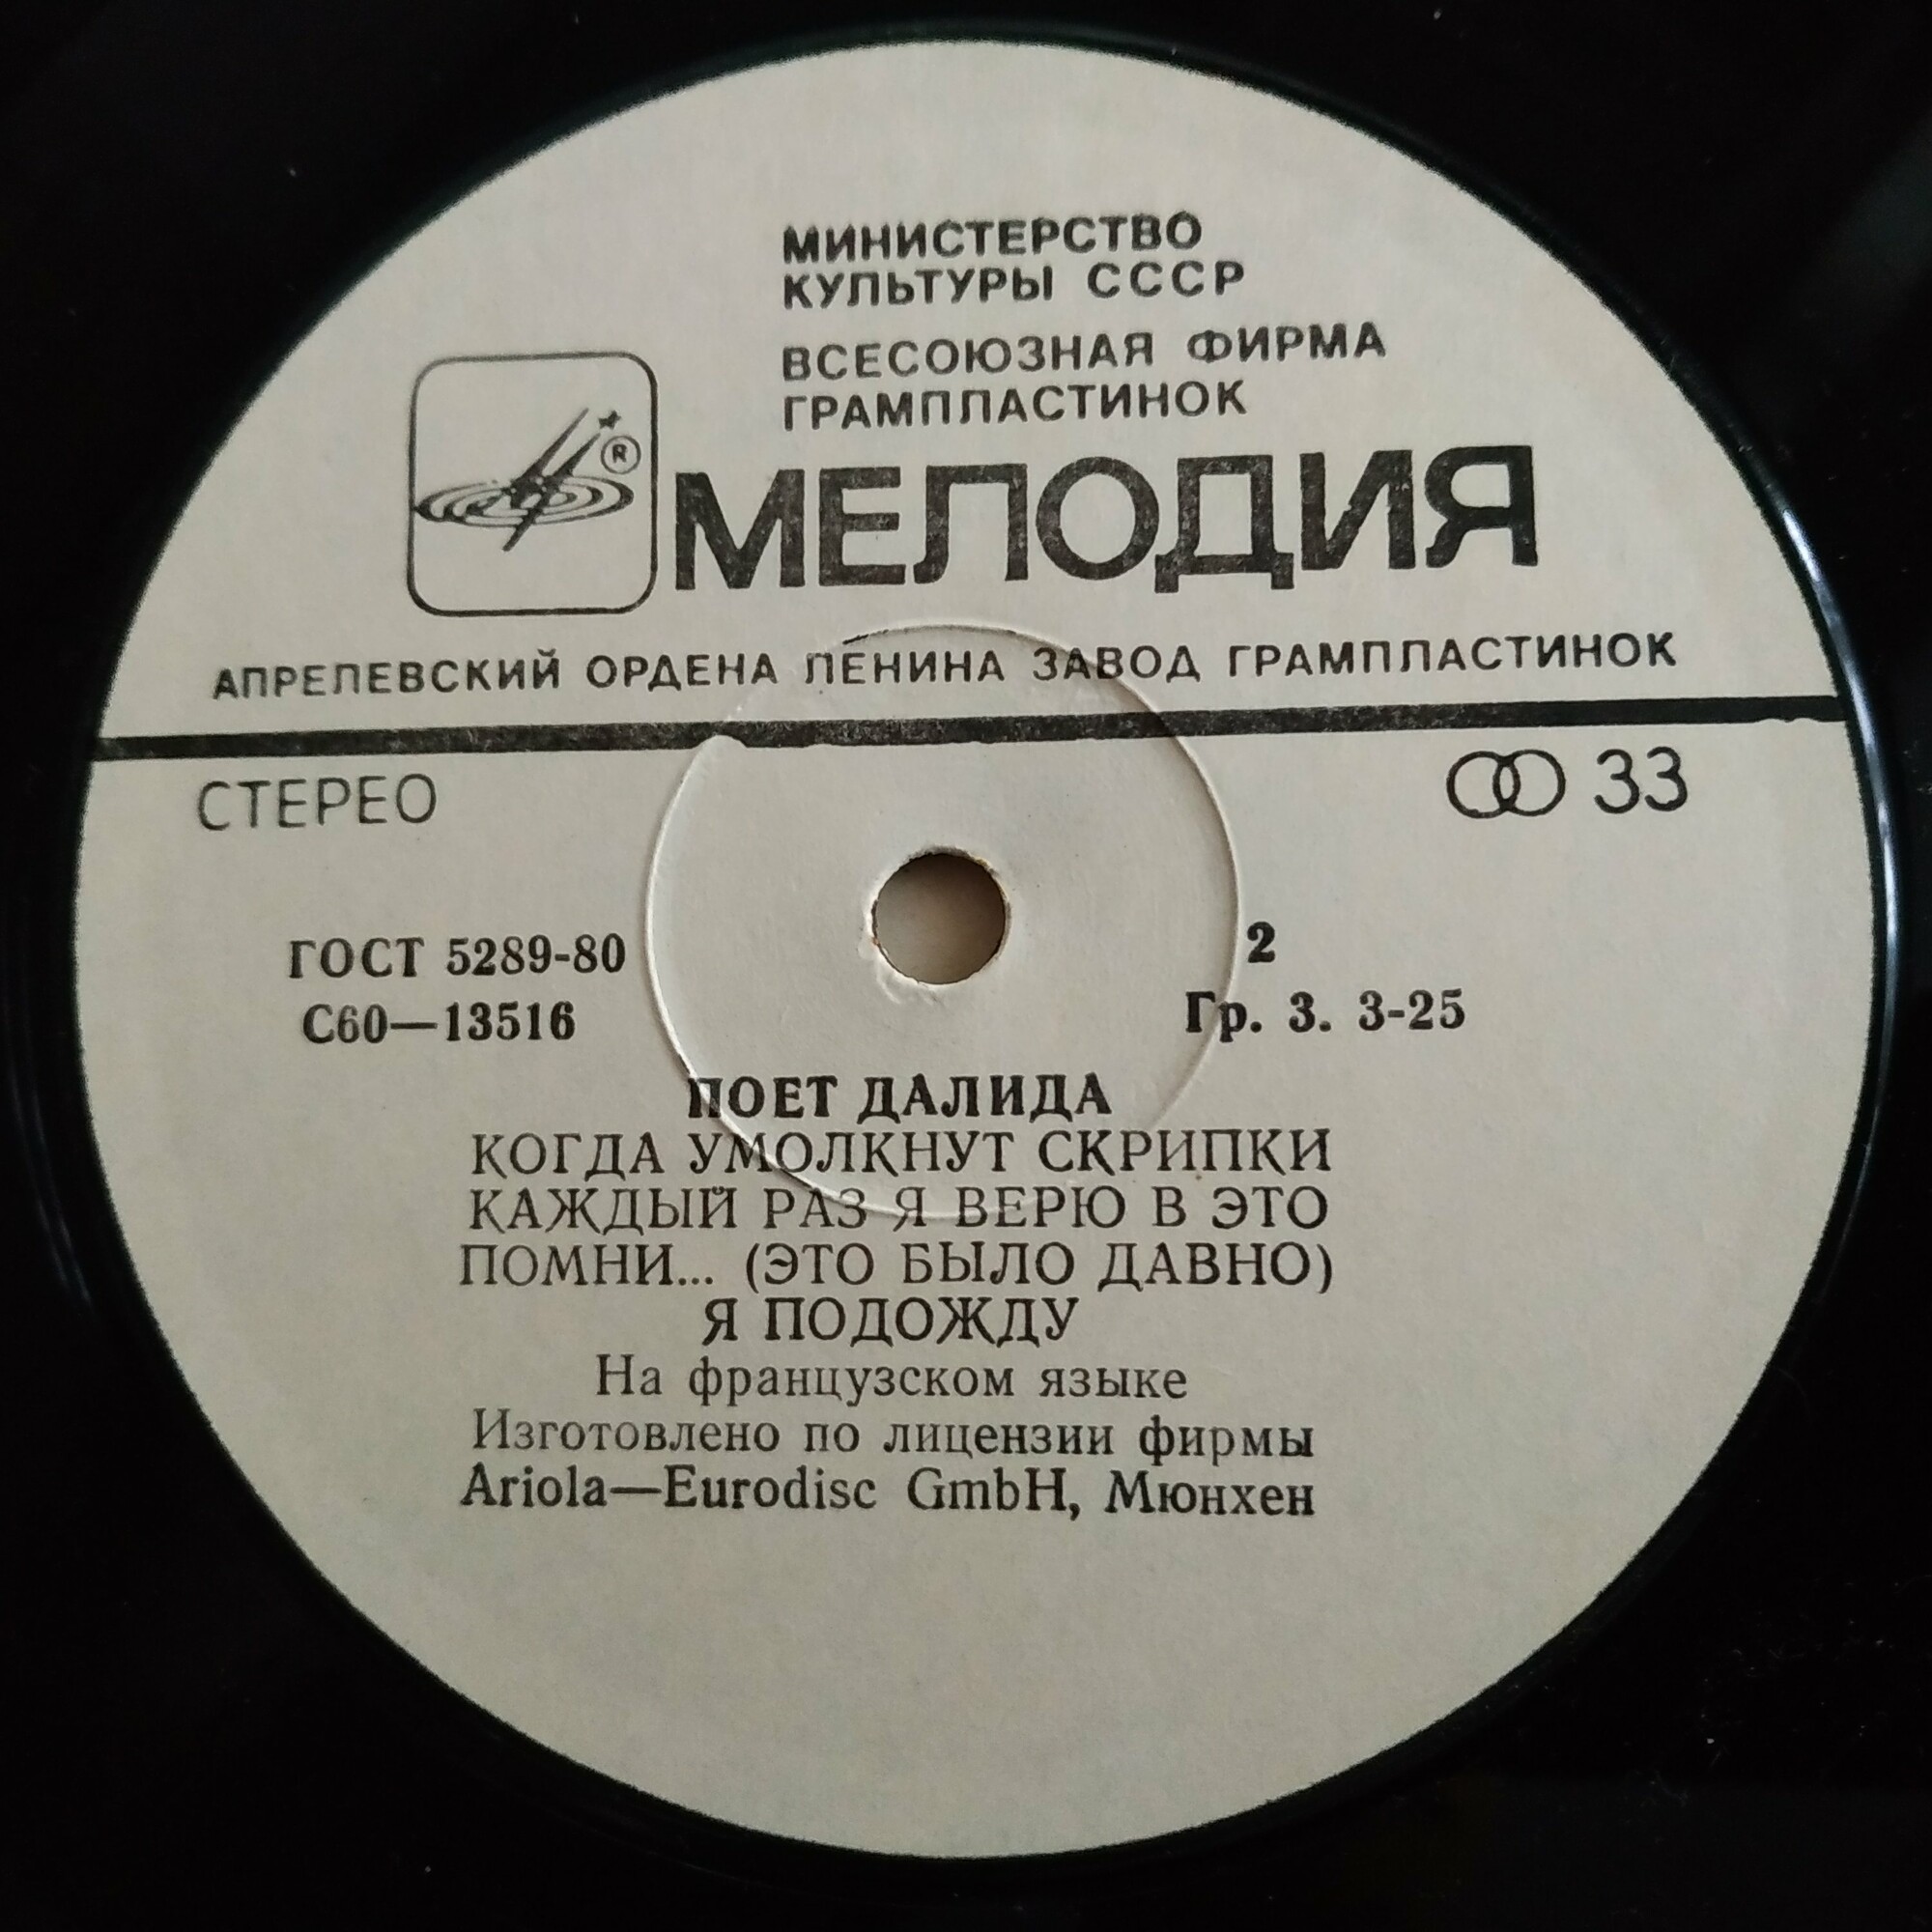 МИНИСТЕРСТВО
КУЛЬТУРЫ СССР
ВСЕСОЮЗНАЯ ФИРМА
ГРАМПЛАСТИНОК
®
МЕЛОДИЯ
АПРЕЛЕВСКИЙ ОРДЕНА ЛЕНИНА ЗАВОД ГРАМПЛАСТИНОК
СТЕРЕО
33
ГОСТ 5289-80
2
С60—13516
Гр. 3. 3-25
ПОЕТ ДАЛИДА
КОГДА УМОЛКНУТ СКРИПКИ
КАЖДЫЙ РАЗ Я ВЕРЮ В ЭТО
ПОМНИ... (ЭТО БЫЛО ДАВНО)
Я ПОДОЖДУ
На французском языке
Изготовлено по лицензии фирмы
Ariola—Eurodisc GmbH, Мюнхен